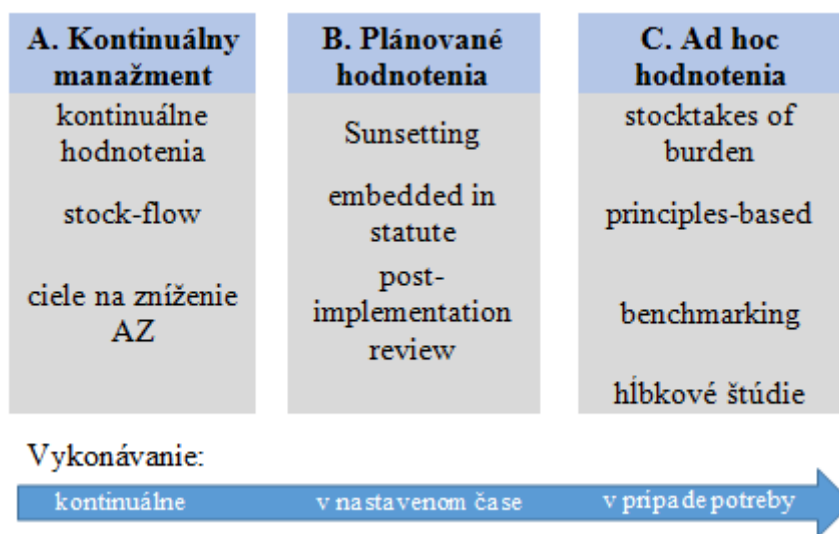 A. Kontinuálny
manažment
kontinuálne
hodnotenia
stock-flow
ciele na zníženie
AZ
B. Plánované
hodnotenia
Sunsetting
embedded in
statute
post-
implementation
review
C. Ad hoc
hodnotenia
stocktakes of
burden
principles-based
benchmarking
hĺbkové štúdie
Vykonávanie:
kontinuálne
v nastavenom čase
v prípade potreby